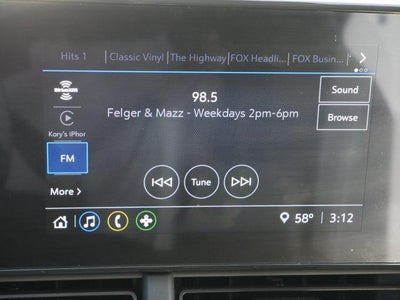 Hits 1 | Classic Vinyl | The Highway | FOX Headli... | FOX Busin...
SiriusXM
98.5
Sound
Felger & Mazz - Weekdays 2pm-6pm
Browse
Kory's iPhor
FM
Tune
More >
58° | 3:12